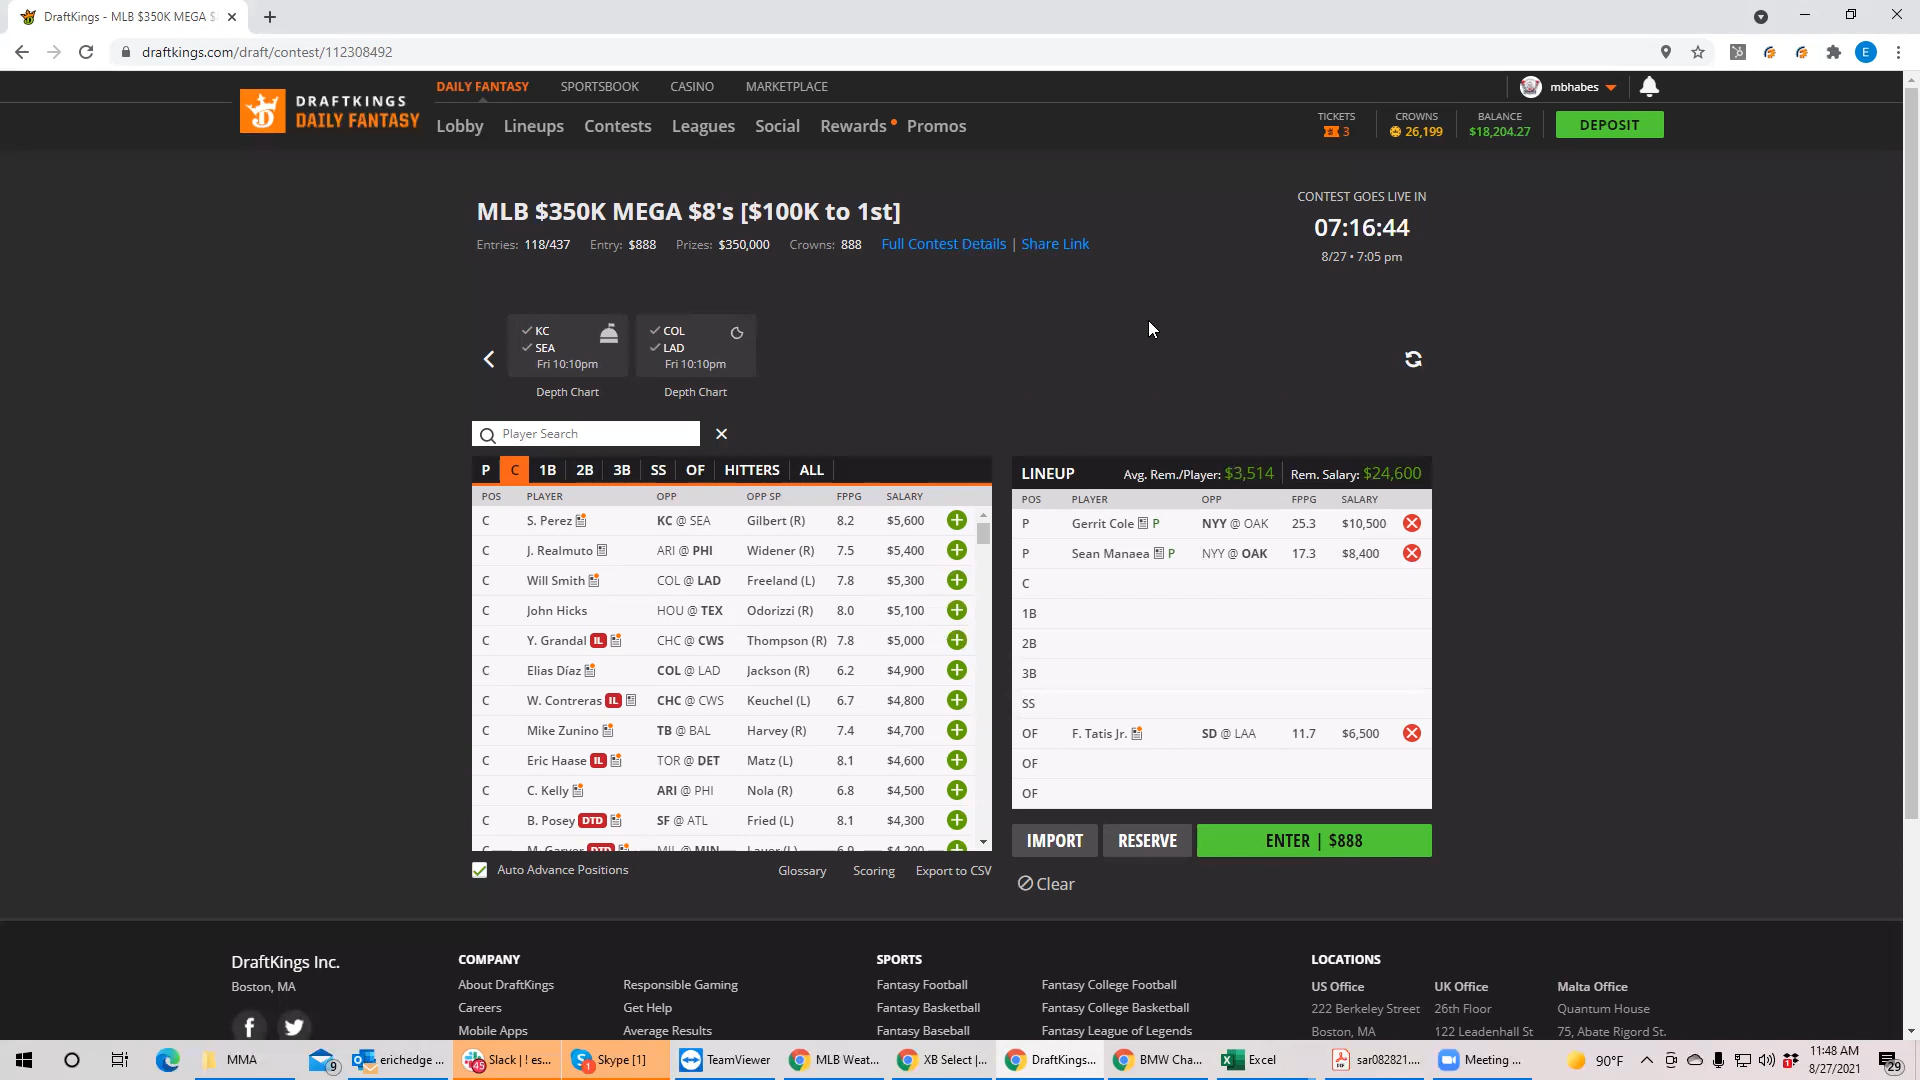 DraftKings - MLB $350K MEGA $
draftkings.com/draft/contest/112308492
E
DRAFTKINGS
DAILY FANTASY
DAILY FANTASY SPORTSBOOK CASINO MARKETPLACE
mbhabes
Lobby Lineups Contests Leagues Social Rewards Promos
TICKETS CROWNS BALANCE
3 26,199 $18,204.27 DEPOSIT
MLB $350K MEGA $8's [$100K to 1st]
Entries: 118/437 Entry: $888 Prizes: $350,000 Crowns: 888 Full Contest Details | Share Link
CONTEST GOES LIVE IN
07:16:44
8/27 • 7:05 pm
KC
SEA
Fri 10:10pm
Depth Chart
COL
LAD
Fri 10:10pm
Depth Chart
Player Search
P C 1B 2B 3B SS OF HITTERS ALL
POS PLAYER OPP OPP SP FPPG SALARY
C S. Perez KC @ SEA Gilbert (R) 8.2 $5,600
C J. Realmuto ARI @ PHI Widener (R) 7.5 $5,400
C Will Smith COL @ LAD Freeland (L) 7.8 $5,300
C John Hicks HOU @ TEX Odorizzi (R) 8.0 $5,100
C Y. Grandal IL CHC @ CWS Thompson (R) 7.8 $5,000
C Elias Díaz COL @ LAD Jackson (R) 6.2 $4,900
C W. Contreras IL CHC @ CWS Keuchel (L) 6.7 $4,800
C Mike Zunino TB @ BAL Harvey (R) 7.4 $4,700
C Eric Haase IL TOR @ DET Matz (L) 8.1 $4,600
C C. Kelly ARI @ PHI Nola (R) 6.8 $4,500
C B. Posey DTD SF @ ATL Fried (L) 8.1 $4,300
C M. Garver DTD MIL @ MIN Lauer (L) 6.9 $4,200
Auto Advance Positions
Glossary Scoring Export to CSV
LINEUP Avg. Rem./Player: $3,514 Rem. Salary: $24,600
POS PLAYER OPP FPPG SALARY
P Gerrit Cole P NYY @ OAK 25.3 $10,500
P Sean Manaea P NYY @ OAK 17.3 $8,400
C
1B
2B
3B
SS
OF F. Tatis Jr. SD @ LAA 11.7 $6,500
OF
OF
IMPORT RESERVE ENTER | $888
Clear
DraftKings Inc.
Boston, MA
COMPANY
About DraftKings Responsible Gaming
Careers Get Help
Mobile Apps Average Results
SPORTS
Fantasy Football Fantasy College Football
Fantasy Basketball Fantasy College Basketball
Fantasy Baseball Fantasy League of Legends
LOCATIONS
US Office UK Office Malta Office
222 Berkeley Street 26th Floor Quantum House
Boston, MA 122 Leadenhall St 75, Abate Rigord St.
MMA
9
erichedge ...
45
Slack | ! es...
Skype [1]
TeamViewer
MLB Weat...
XB Select |...
DraftKings...
BMW Cha...
Excel
sar082821....
Meeting ...
90°F
11:48 AM
8/27/2021
29